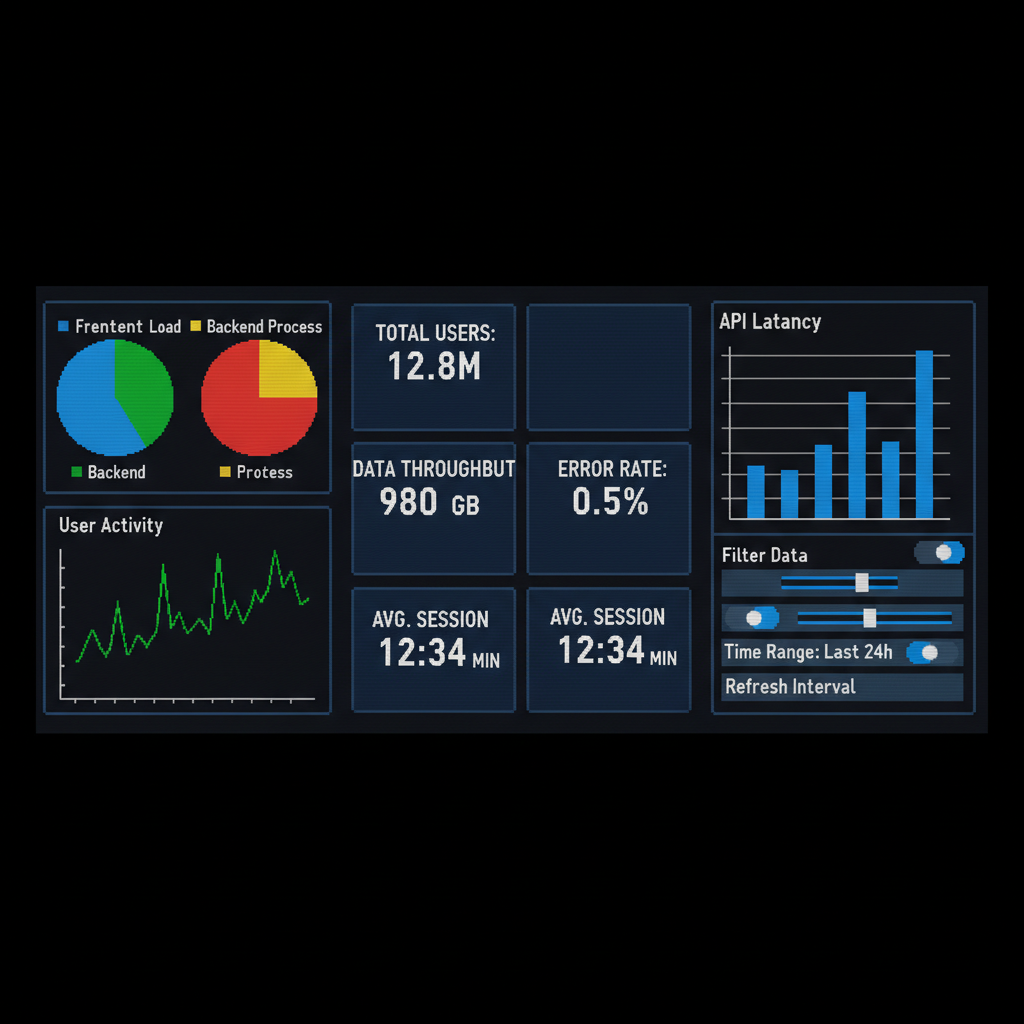 Frentent Load
Backend Process
Backend
Protess
User Activity
TOTAL USERS:
12.8M
DATA THROUGHBUT
980 GB
ERROR RATE:
0.5%
AVG. SESSION
12:34 MIN
AVG. SESSION
12:34 MIN
API Latancy
Filter Data
Time Range: Last 24h
Refresh Interval